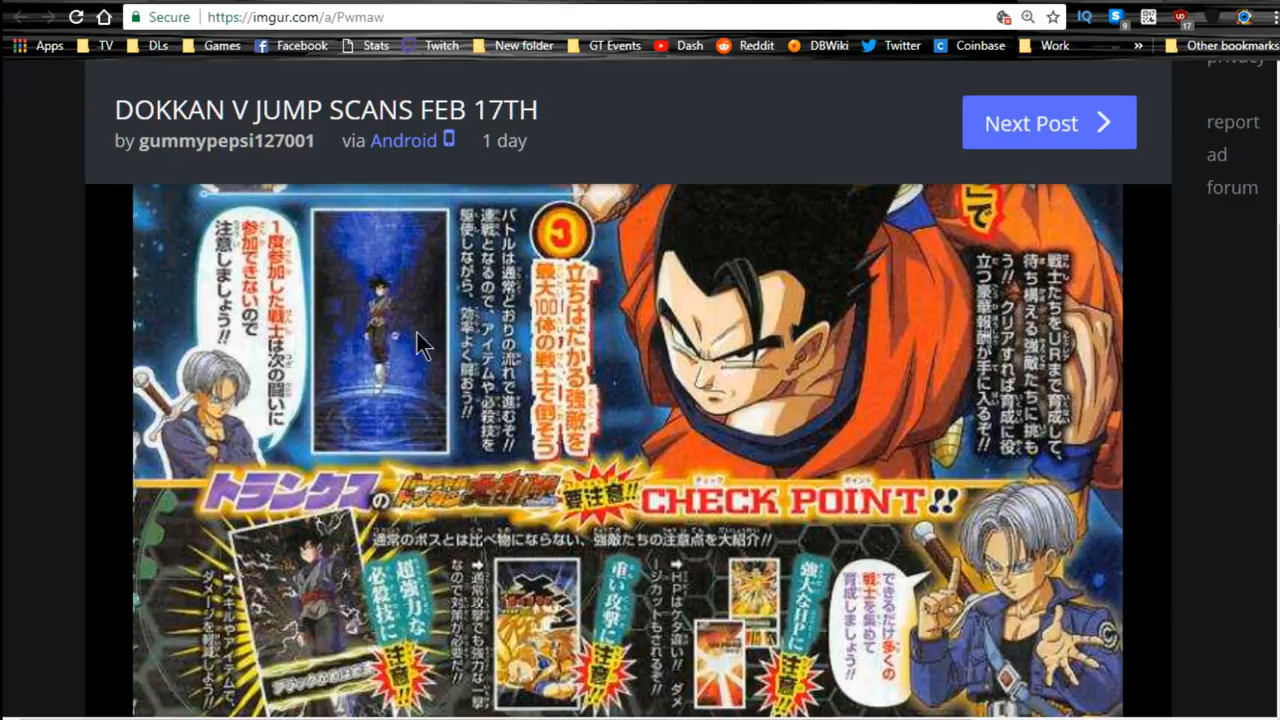 Secure
https://imgur.com/a/Pwmaw
IQ
9
17
Apps
TV
DLs
Games
Facebook
Stats
Twitch
New folder
GT Events
Dash
Reddit
DBWiki
Twitter
Coinbase
Work
»
Other bookmarks
DOKKAN V JUMP SCANS FEB 17TH
by gummypepsi127001 via Android 1 day
Next Post
report
ad
forum
戦士たちをURまで育成して、
待ち構える強敵たちに挑も
う!! クリアすれば育成に役
立つ豪華報酬が手に入るぞ!!
3
立ちはだかる強敵を
最大100体の戦士で倒そう
バトルは通常どおりの流れで進むぞ!!
連戦となるので、アイテムや必殺技を
駆使しながら、効率よく闘おう!!
1度参加した戦士は次の闘いに
参加できないので
注意しましょう!!
トランクスの
要注意!!
CHECK POINT!!
チェック
ポイント
通常のボスとは比べ物にならない、強敵たちの注意点を大紹介!!
できるだけ多くの
戦士を集めて
育成しましょう!!
強大なHPに
注意!!
➡HPはケタ違い!! ダメ
ージカットもされるぞ!!
重い攻撃に
注意!!
➡通常攻撃でも強力な一撃
なので対策が必要だ!!
超強力な
必殺技に
注意!!
➡スキルやアイテムで、
ダメージを軽減しよう!!